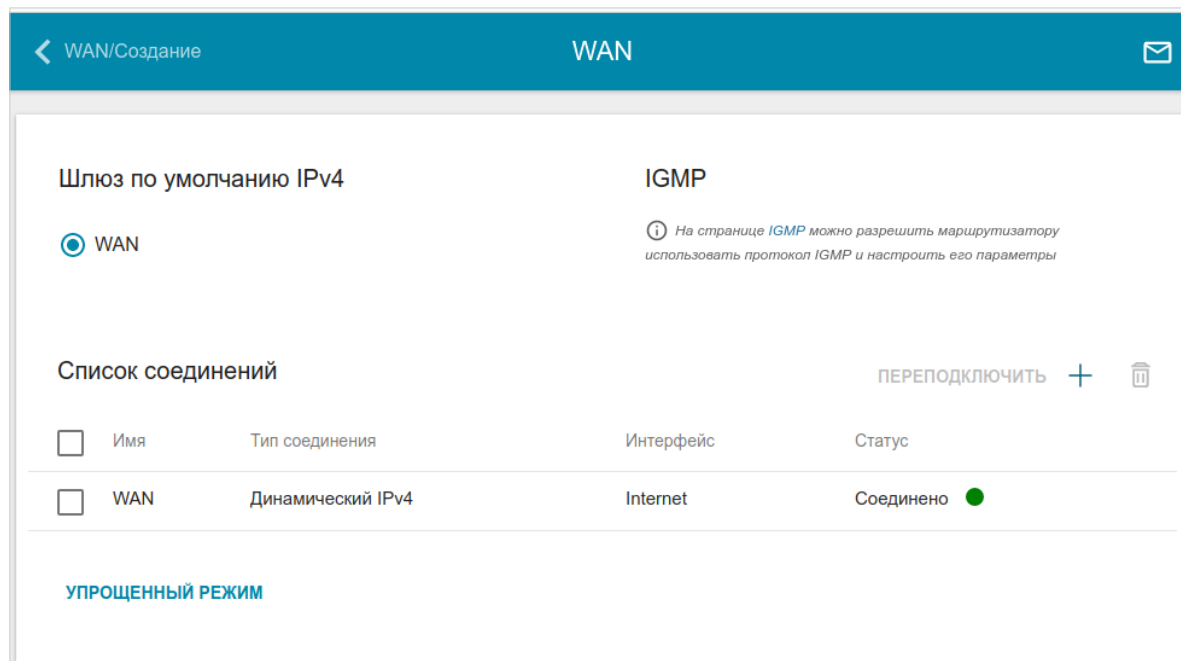 WAN/Создание
WAN
Шлюз по умолчанию IPv4
WAN
IGMP
На странице IGMP можно разрешить маршрутизатору
использовать протокол IGMP и настроить его параметры
Список соединений
ПЕРЕПОДКЛЮЧИТЬ
Имя Тип соединения Интерфейс Статус
WAN Динамический IPv4 Internet Соединено
УПРОЩЕННЫЙ РЕЖИМ